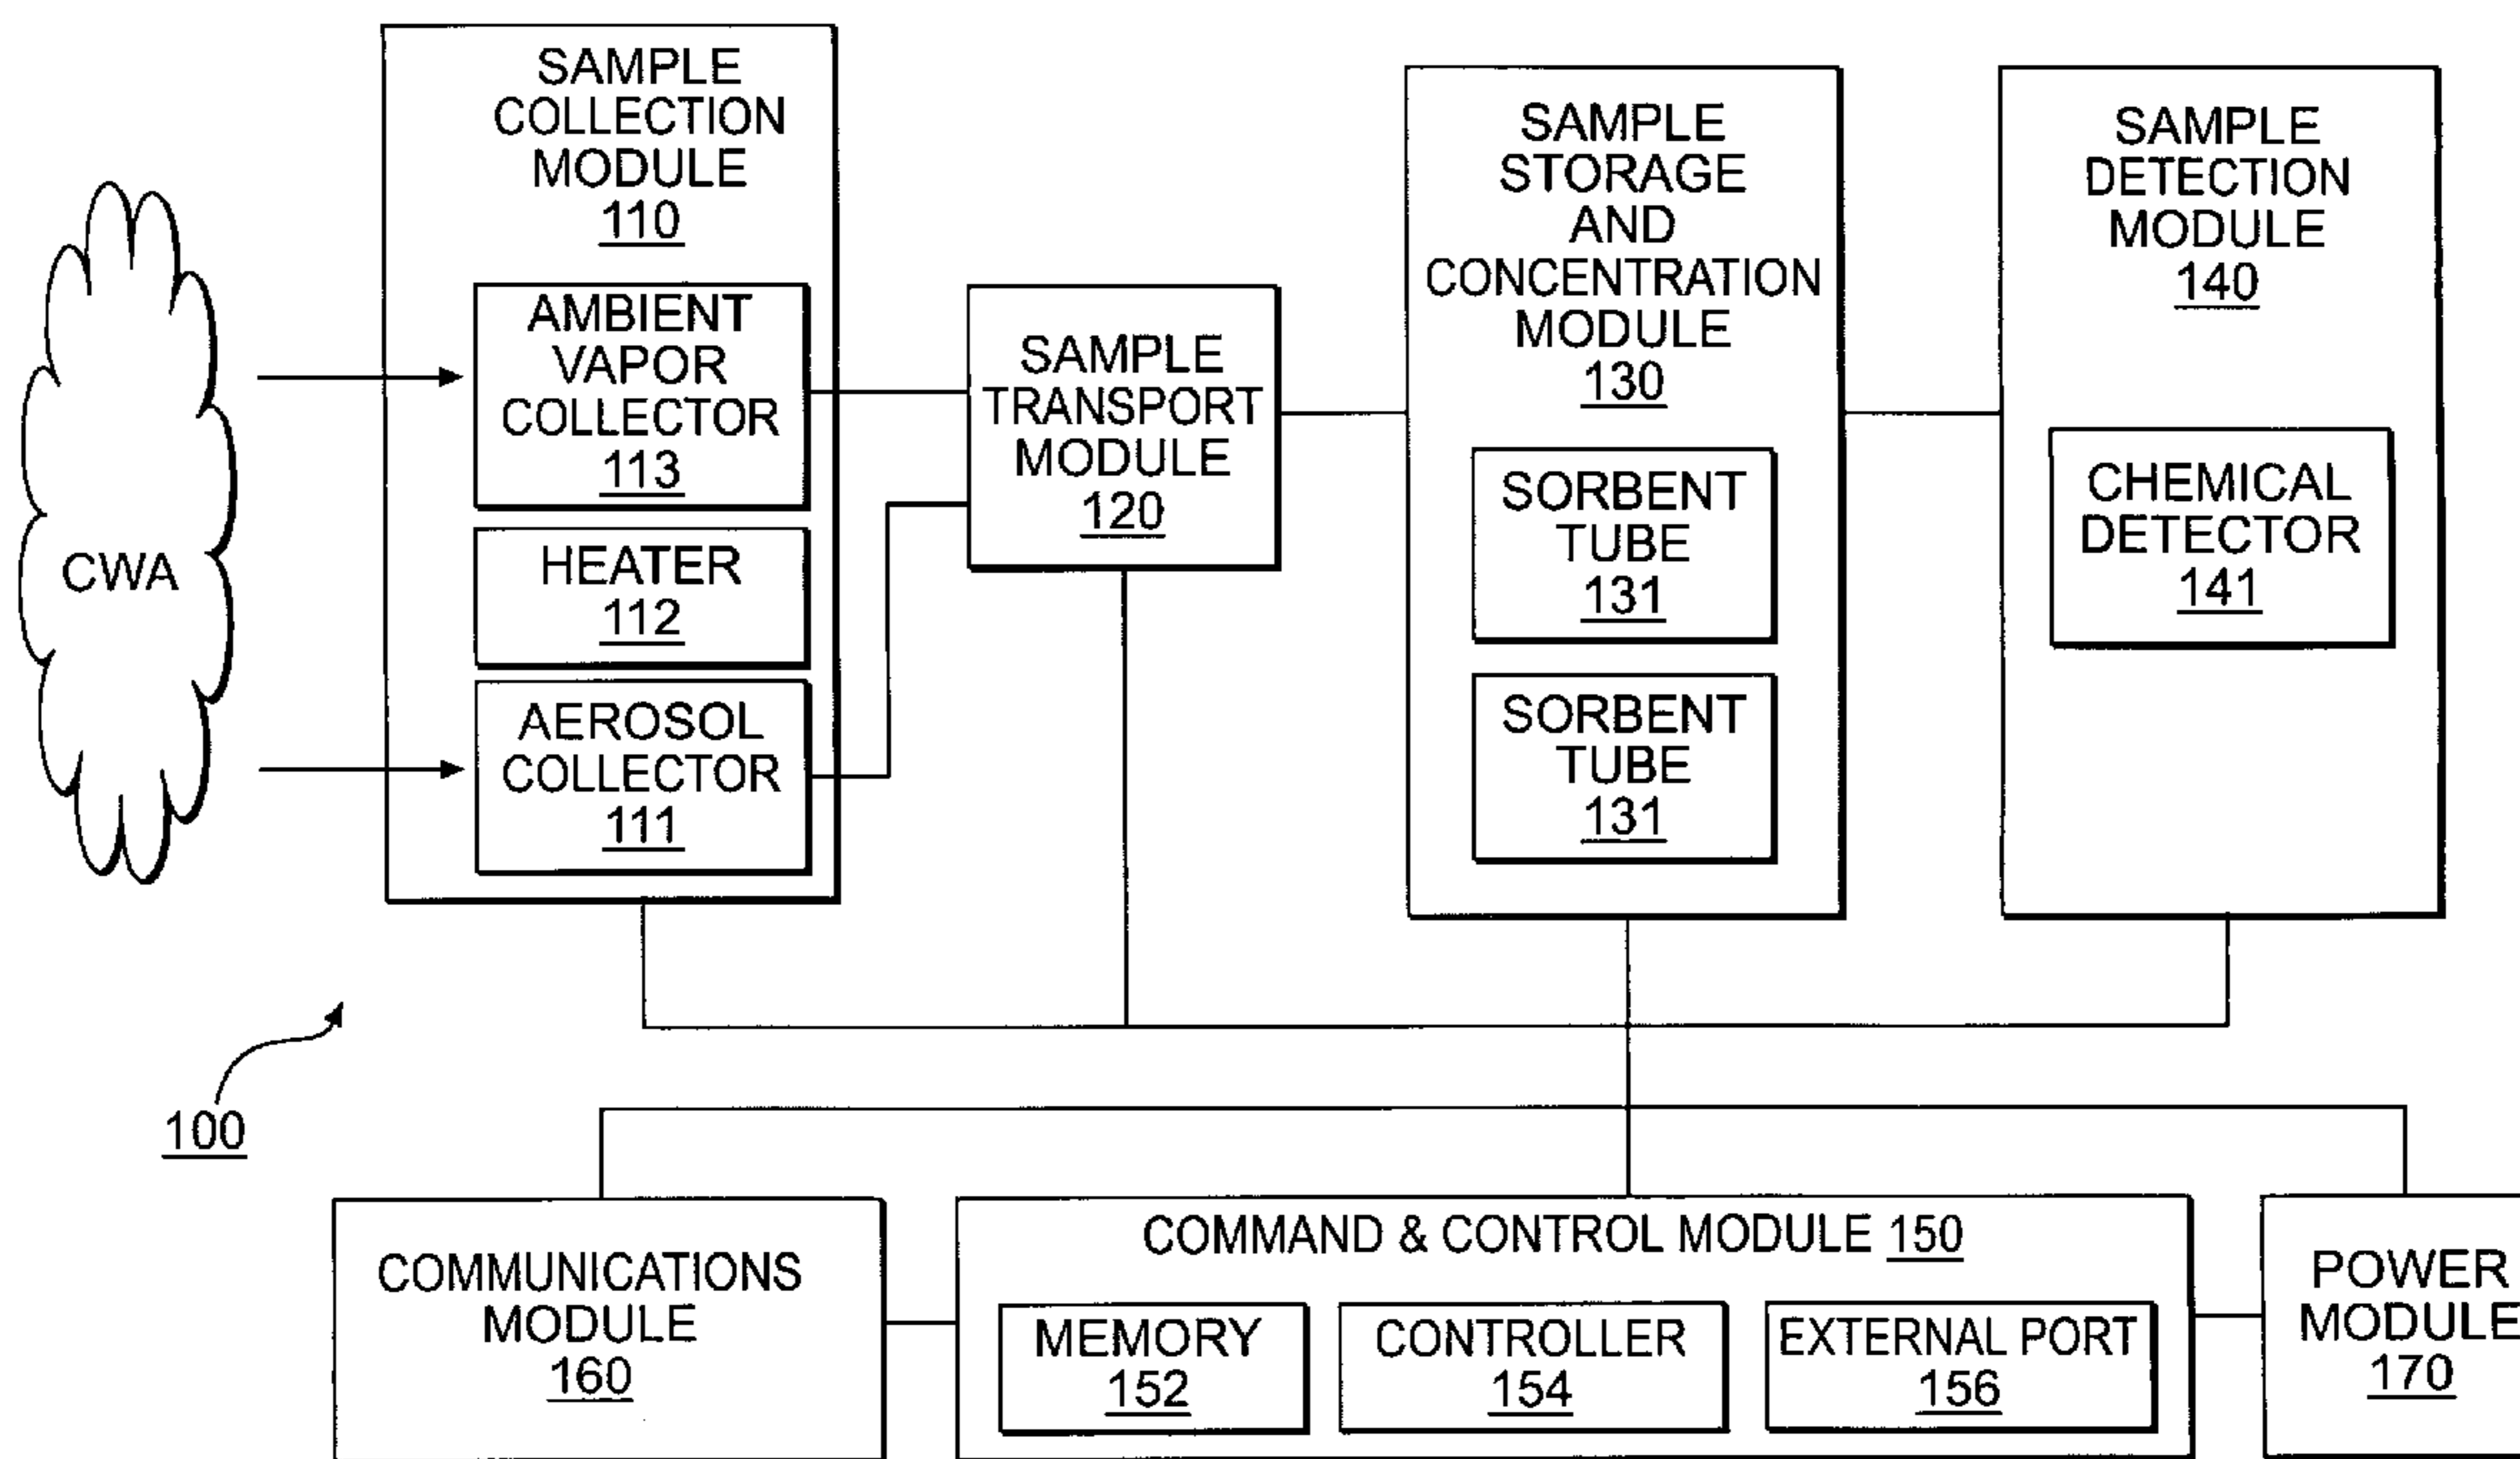 CWA
100
SAMPLE
COLLECTION
MODULE
110
AMBIENT
VAPOR
COLLECTOR
113
HEATER
112
AEROSOL
COLLECTOR
111
SAMPLE
TRANSPORT
MODULE
120
SAMPLE
STORAGE
AND
CONCENTRATION
MODULE
130
SORBENT
TUBE
131
SORBENT
TUBE
131
SAMPLE
DETECTION
MODULE
140
CHEMICAL
DETECTOR
141
COMMUNICATIONS
MODULE
160
COMMAND & CONTROL MODULE 150
MEMORY
152
CONTROLLER
154
EXTERNAL PORT
156
POWER
MODULE
170